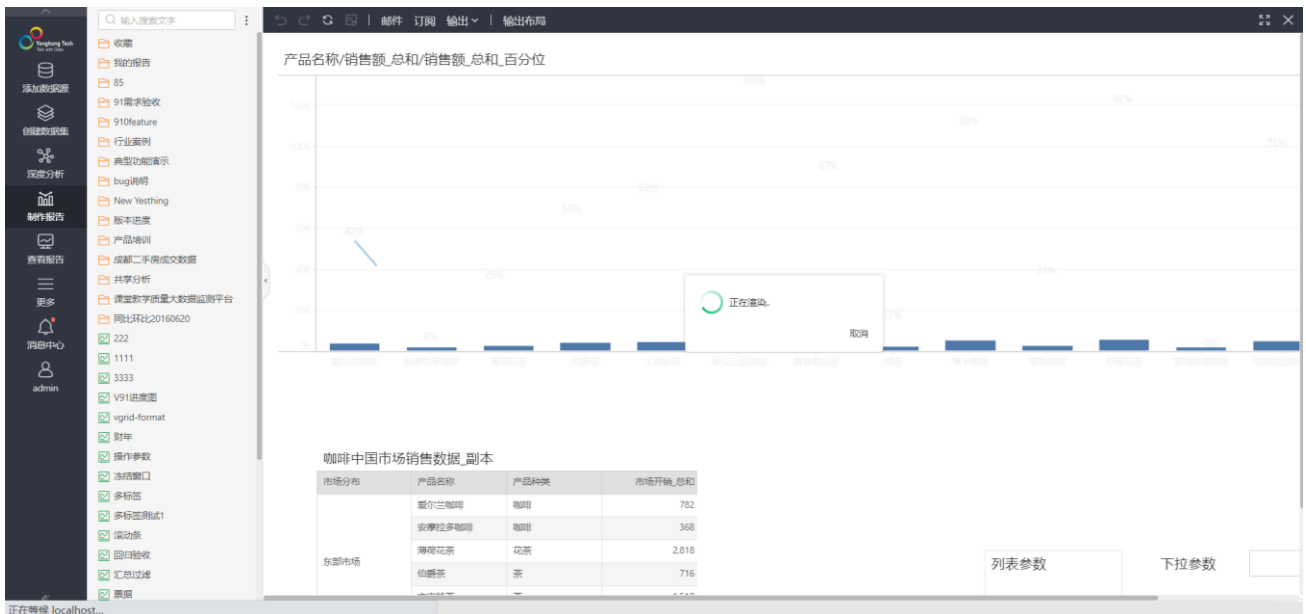 输入搜索文字
邮件 订阅 输出 输出布局
Yonghong Tech
添加数据源
创建数据集
深度分析
制作报告
查看报告
更多
消息中心
admin
收藏
我的报告
85
91需求验收
910feature
行业案例
典型功能演示
bug说明
New Yesthing
版本进度
产品培训
成都二手房成交数据
共享分析
课堂教学质量大数据监测平台
同比环比20160620
222
1111
3333
V91进度图
vgrid-format
财年
操作参数
冻结窗口
多标签
多标签测试1
滚动条
回归验收
汇总过滤
票据
产品名称/销售额_总和/销售额_总和_百分位
100%
92%
83%
75%
67%
58%
50%
42%
33%
25%
8%
正在渲染.
取消
咖啡中国市场销售数据_副本
市场分布 产品名称 产品种类 市场开销_总和
爱尔兰咖啡 咖啡 782
安摩拉多咖啡 咖啡 368
薄荷花茶 花茶 2,818
东部市场
伯爵茶 茶 716
列表参数
下拉参数
正在等候 localhost...